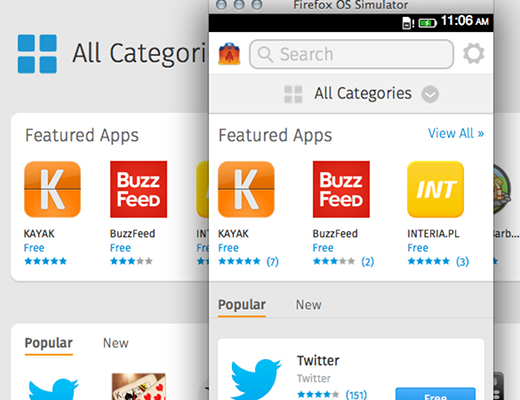 Firefox OS Simulator
11:06 AM
Search
All Categories
Featured Apps
View All »
K
BUZZ
FEED
INT
KAYAK
BuzzFeed
INTERIA.PL
Free
Free
Free
(7)
(2)
(3)
Popular
New
Twitter
Twitter
(151)
Free
All Categori
Featured Apps
K
BUZZ
FEED
KAYAK
BuzzFeed
INT
Free
Free
Popular
New